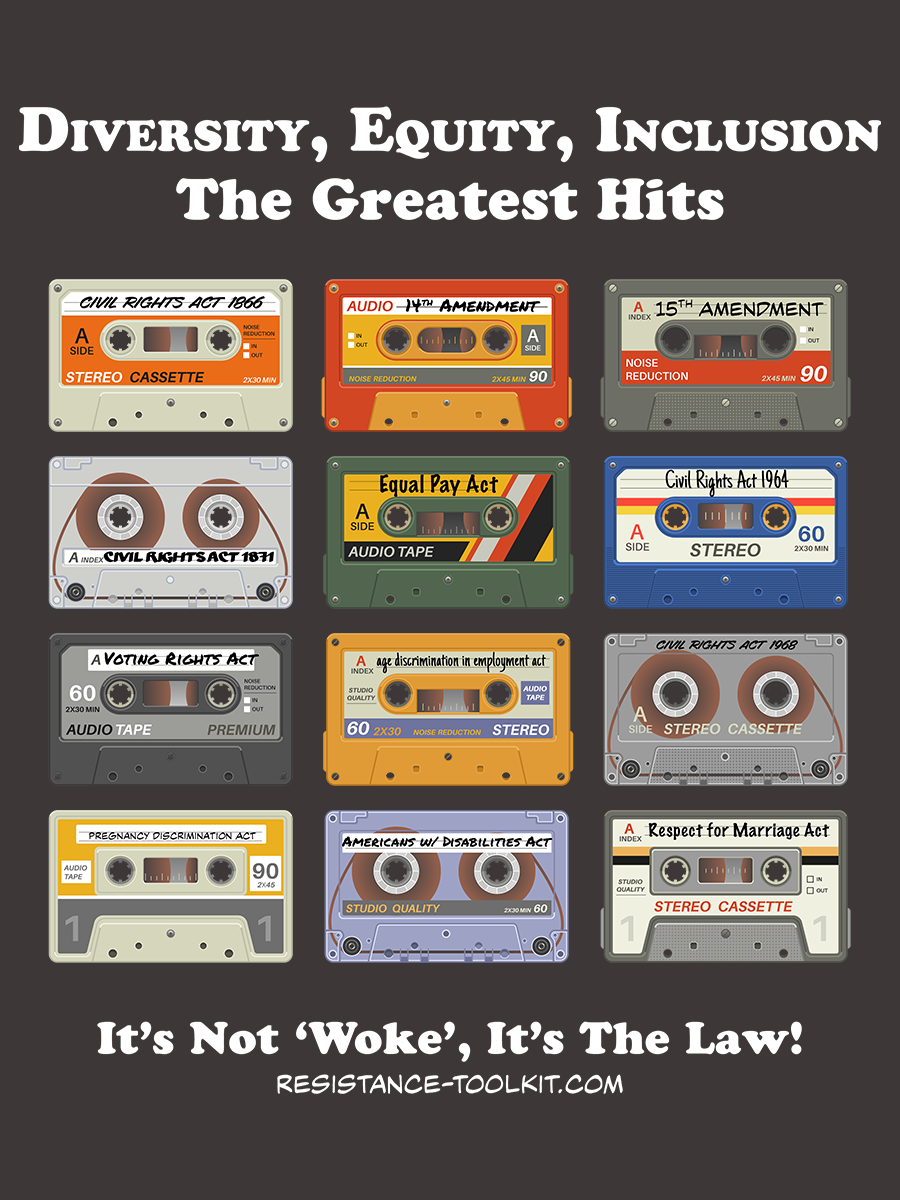 Diversity, Equity, Inclusion
The Greatest Hits
CIVIL RIGHTS ACT 1866
A
SIDE
NOISE
REDUCTION
IN
OUT
STEREO CASSETTE
2X30 MIN
AUDIO 14TH AMENDMENT
IN
OUT
A
SIDE
NOISE REDUCTION
2X45 MIN 90
A
INDEX
15TH AMENDMENT
IN
OUT
NOISE
REDUCTION
2X45 MIN 90
A INDEX CIVIL RIGHTS ACT 1871
Equal Pay Act
A
SIDE
AUDIO TAPE
Civil Rights Act 1964
A
SIDE
STEREO
60
2X30 MIN
A VOTING RIGHTS ACT
60
2X30 MIN
NOISE
REDUCTION
IN
OUT
AUDIO TAPE PREMIUM
A
INDEX
age discrimination in employment act
STUDIO
QUALITY
AUDIO
TAPE
60 2X30 NOISE REDUCTION STEREO
CIVIL RIGHTS ACT 1968
A
SIDE
STEREO CASSETTE
PREGNANCY DISCRIMINATION ACT
AUDIO
TAPE
90
2X45
1 1
AMERICANS W/ DISABILITIES ACT
STUDIO QUALITY
2X30 MIN 60
A
INDEX
Respect for Marriage Act
STUDIO
QUALITY
IN
OUT
STEREO CASSETTE
1 1
It's Not ‘Woke’, It's The Law!
RESISTANCE-TOOLKIT.COM